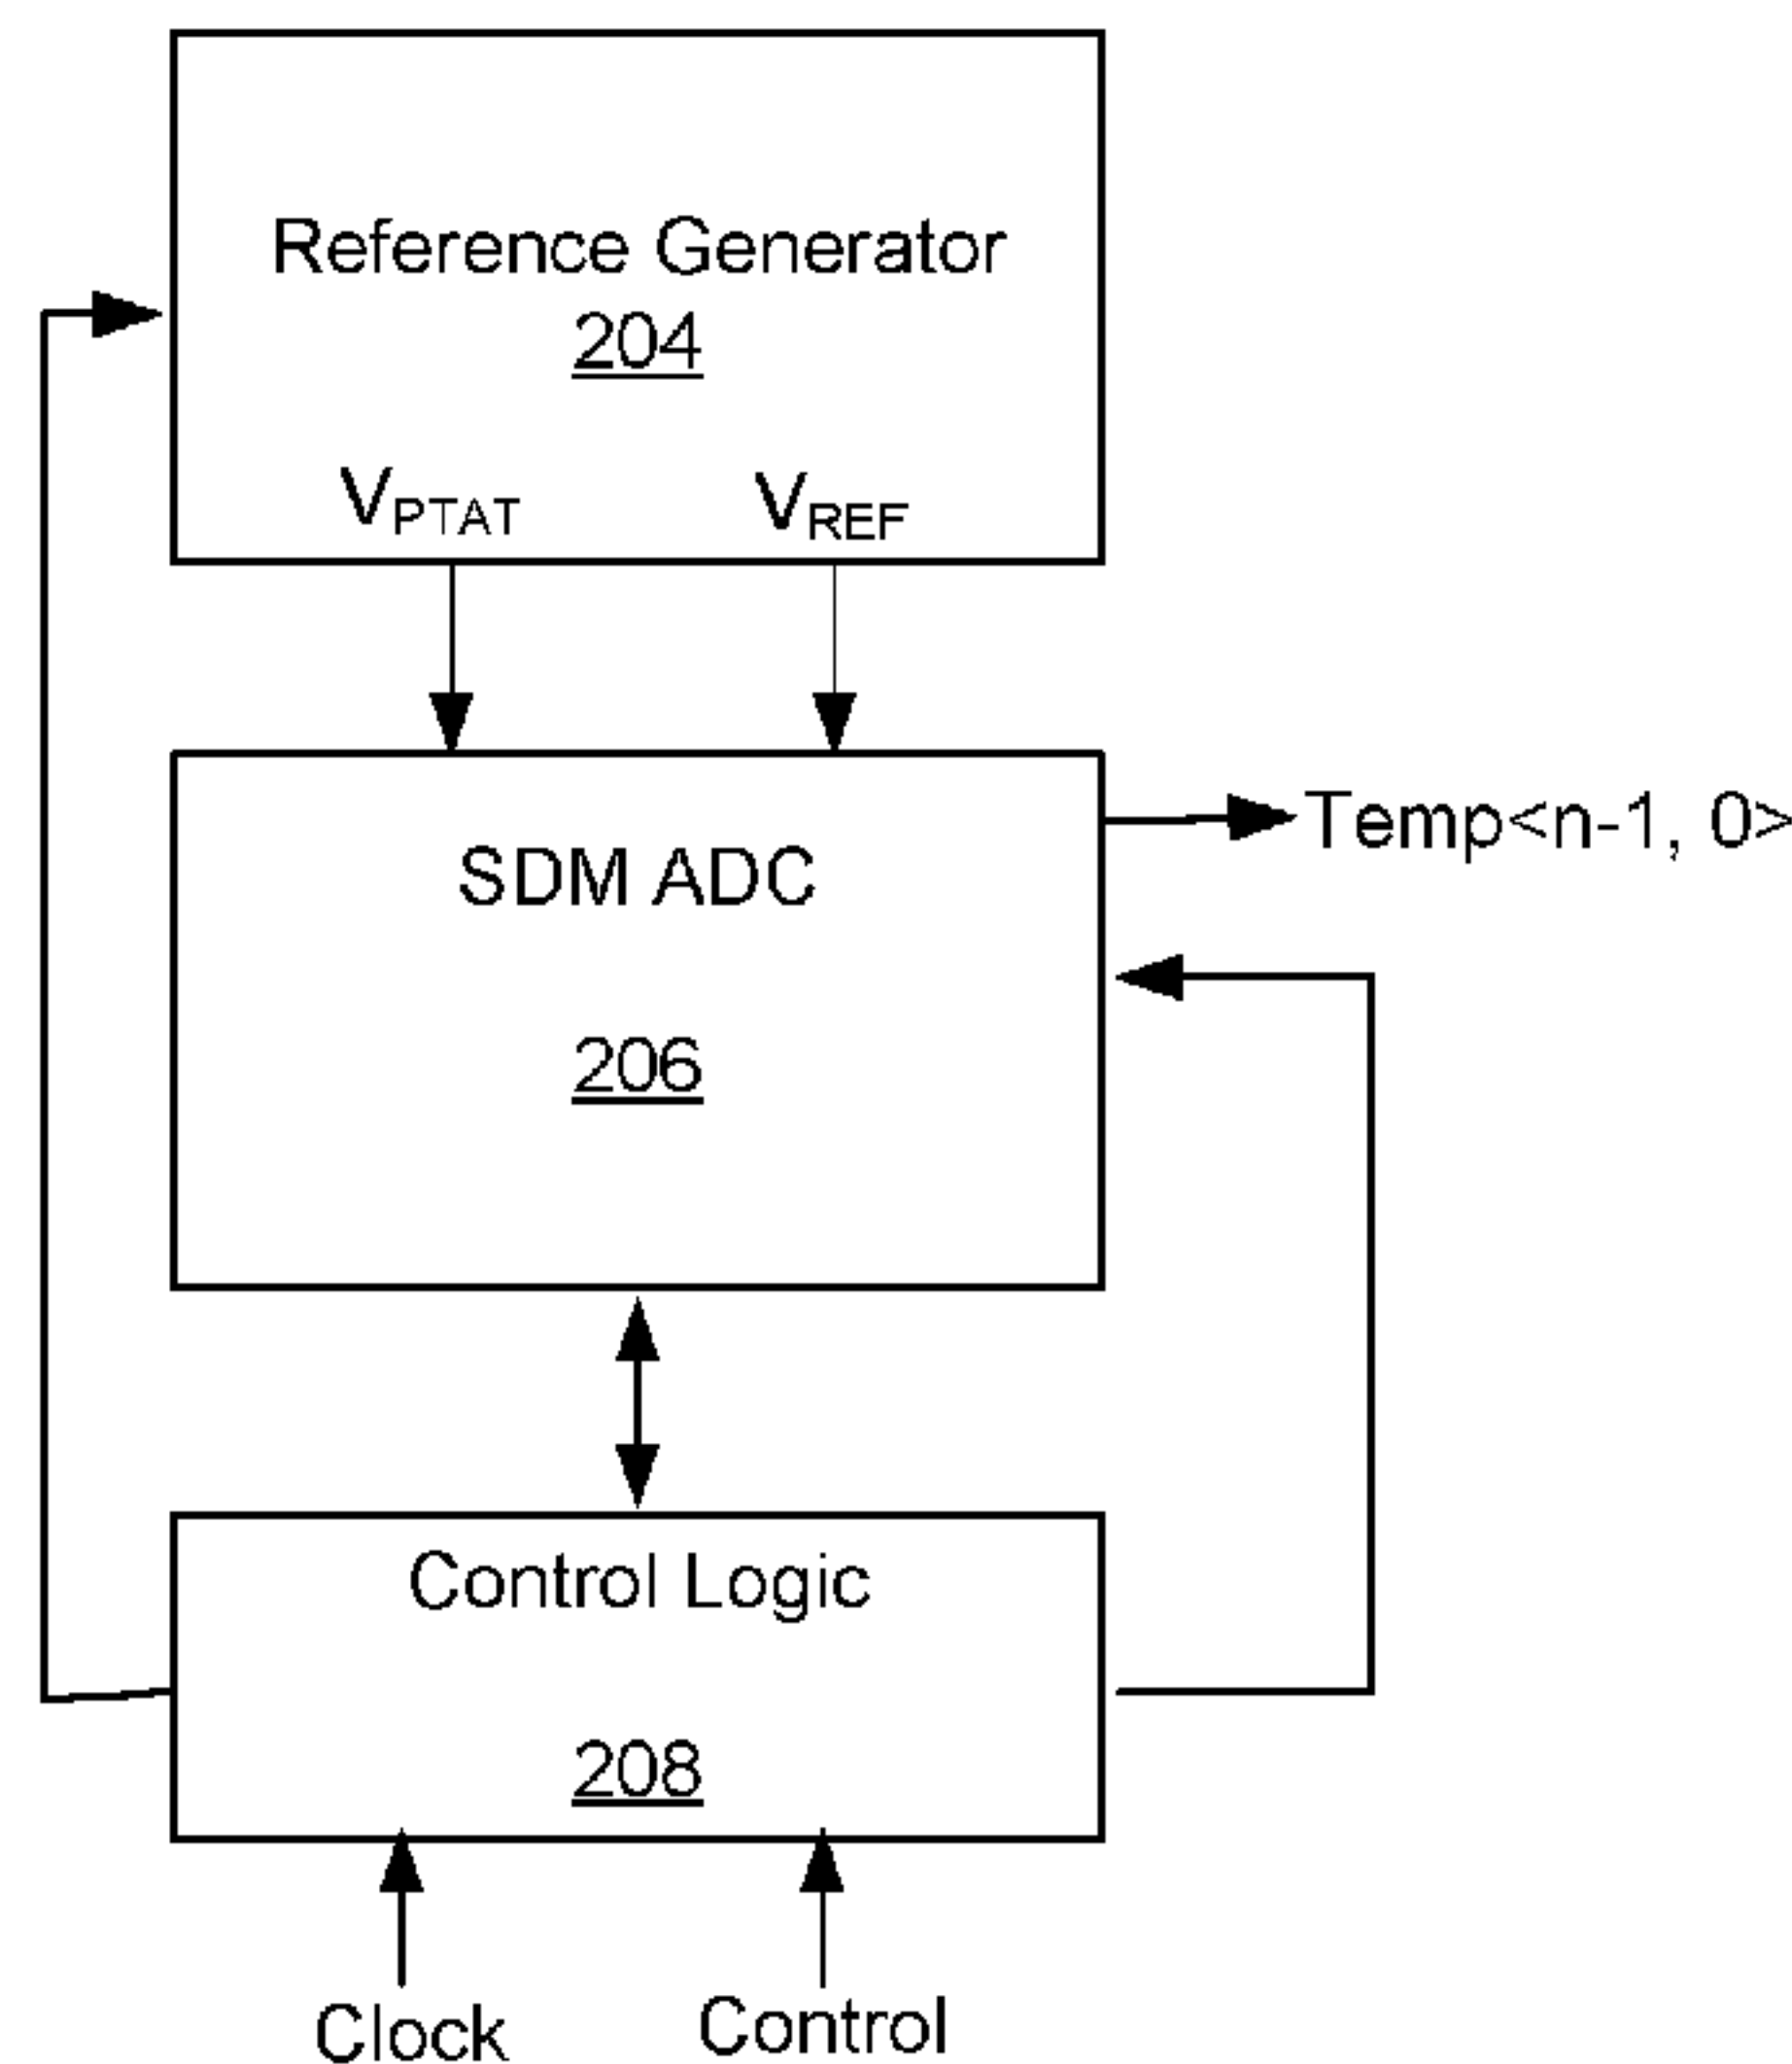 Reference Generator
204
VPTAT VREF
Temp<n-1, 0>
SDM ADC
206
Control Logic
208
Clock Control